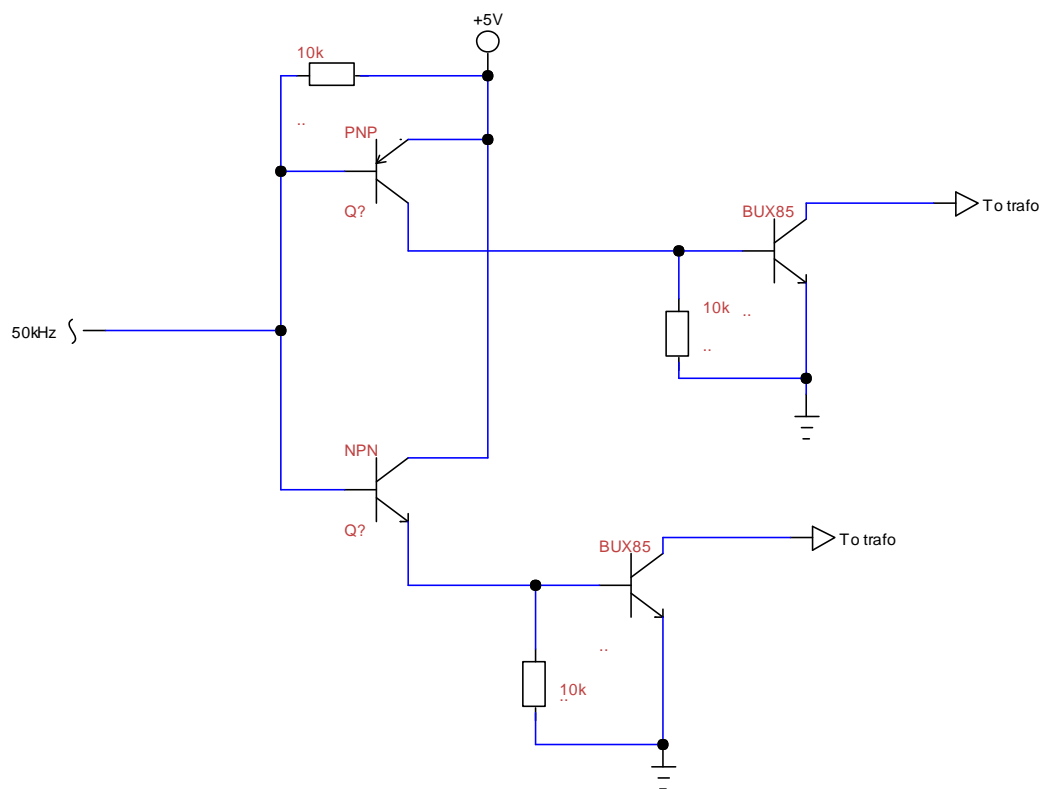 +5V
10k
..
PNP
Q?
BUX85
To trafo
10k
..
..
50kHz
NPN
Q?
BUX85
To trafo
..
10k
..